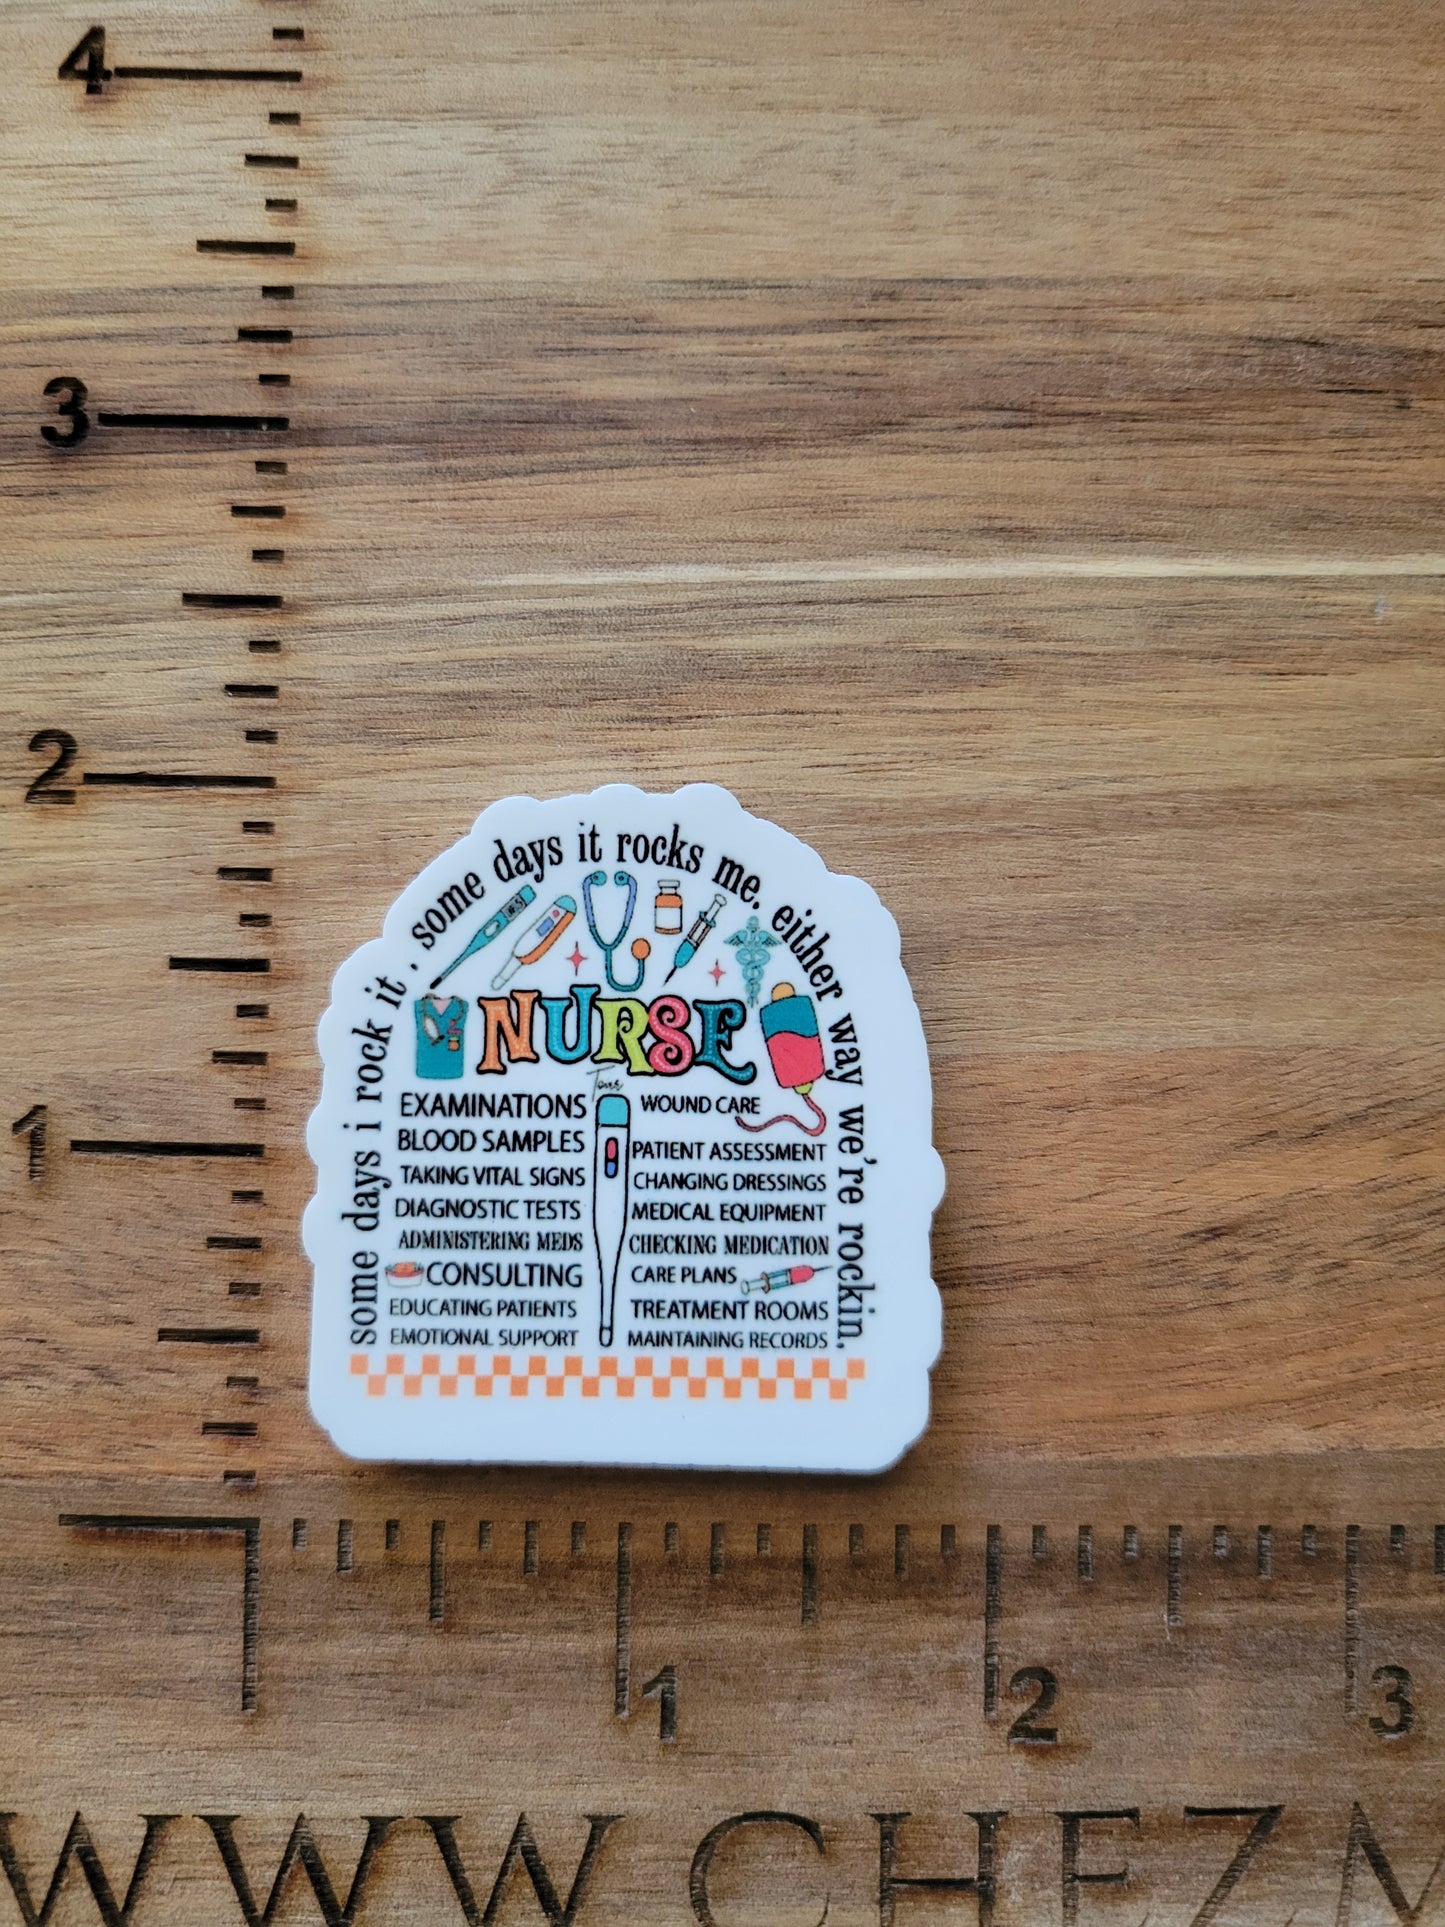 4
3
2
1
some days i rock it . some days it rocks me. either way we're rockin.
NURSE
Tour
EXAMINATIONS
BLOOD SAMPLES
TAKING VITAL SIGNS
DIAGNOSTIC TESTS
ADMINISTERING MEDS
CONSULTING
EDUCATING PATIENTS
EMOTIONAL SUPPORT
WOUND CARE
PATIENT ASSESSMENT
CHANGING DRESSINGS
MEDICAL EQUIPMENT
CHECKING MEDICATION
CARE PLANS
TREATMENT ROOMS
MAINTAINING RECORDS
1 2 3
WWW.CHEZM